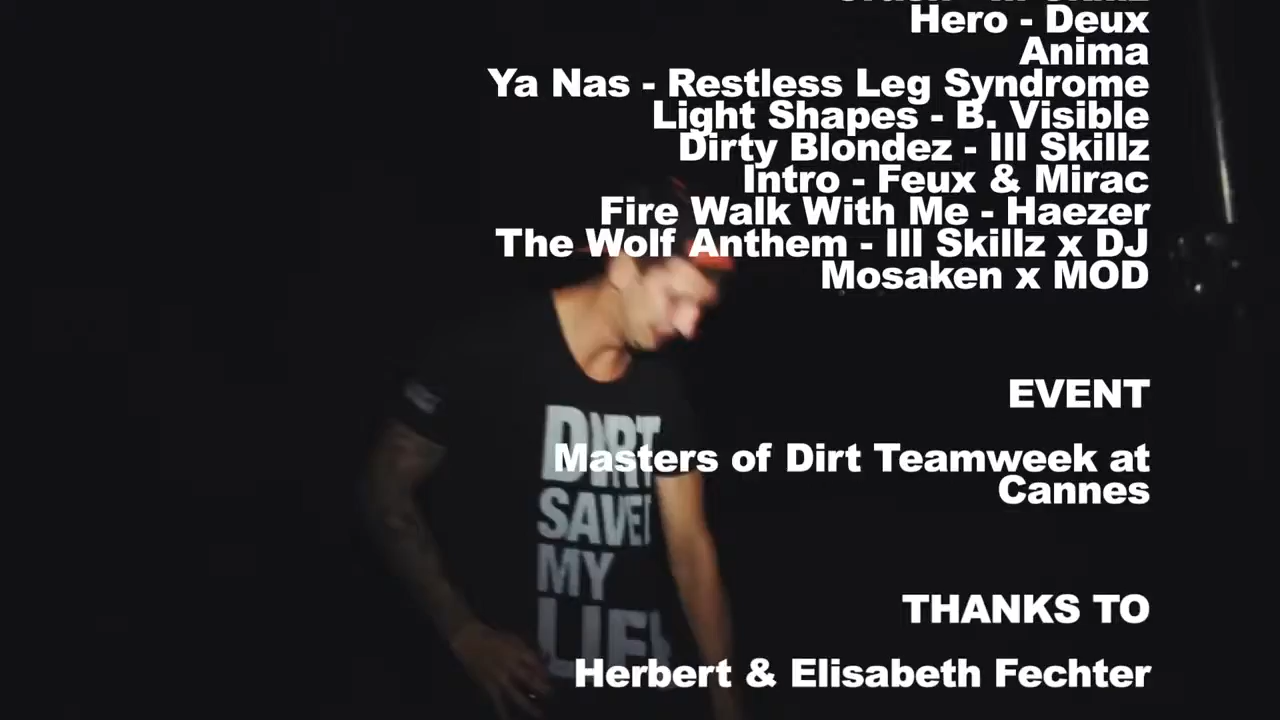 Hero - Deux
Anima
Ya Nas - Restless Leg Syndrome
Light Shapes - B. Visible
Dirty Blondez - Ill Skillz
Intro - Feux & Mirac
Fire Walk With Me - Haezer
The Wolf Anthem - Ill Skillz x DJ
Mosaken x MOD
EVENT
DIRT
Masters of Dirt Teamweek at
Cannes
SAVED
MY
LIFE
THANKS TO
Herbert & Elisabeth Fechter